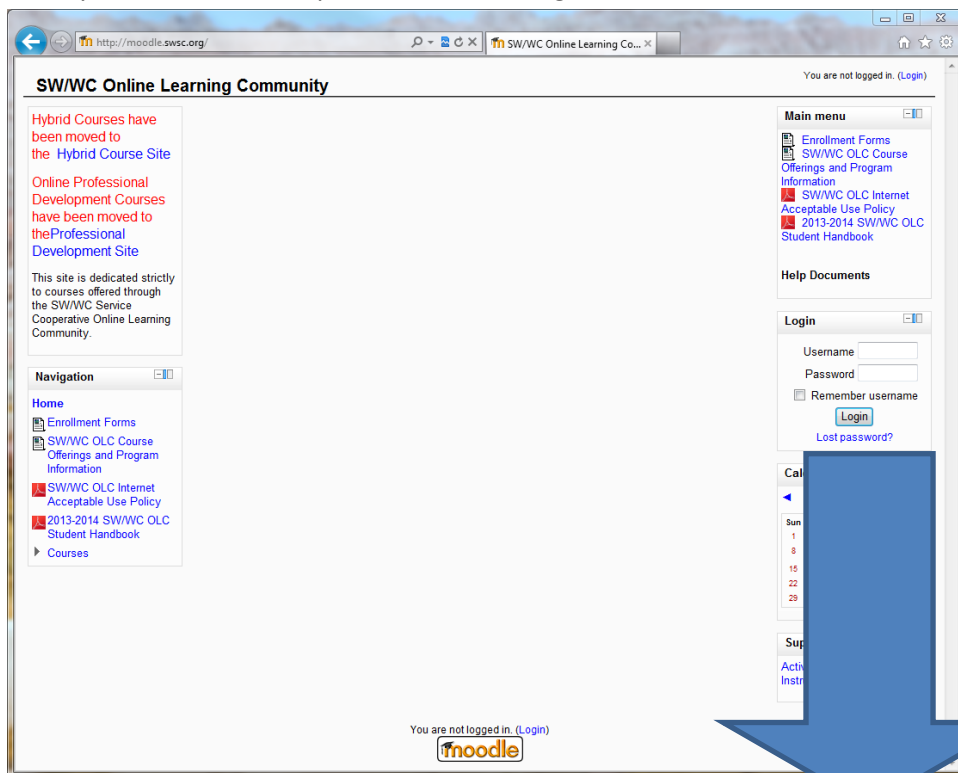 http://moodle.swsc.org/
SW/WC Online Learning Co...
SW/WC Online Learning Community
You are not logged in. (Login)
Hybrid Courses have
been moved to
the Hybrid Course Site
Online Professional
Development Courses
have been moved to
theProfessional
Development Site
This site is dedicated strictly
to courses offered through
the SW/WC Service
Cooperative Online Learning
Community.
Navigation
Home
Enrollment Forms
SW/WC OLC Course
Offerings and Program
Information
SW/WC OLC Internet
Acceptable Use Policy
2013-2014 SW/WC OLC
Student Handbook
Courses
Main menu
Enrollment Forms
SW/WC OLC Course
Offerings and Program
Information
SW/WC OLC Internet
Acceptable Use Policy
2013-2014 SW/WC OLC
Student Handbook
Help Documents
Login
Username
Password
Remember username
Login
Lost password?
Sun
1
8
15
22
29
You are not logged in. (Login)
moodle